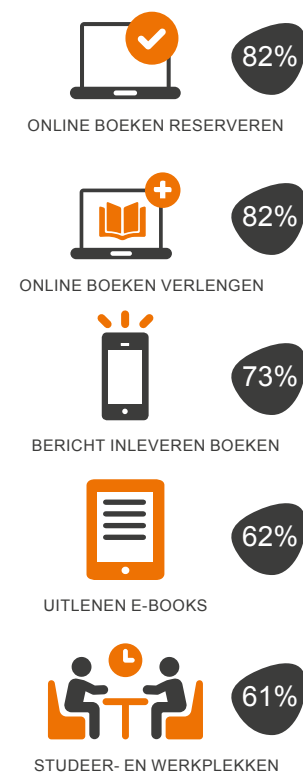 82%
ONLINE BOEKEN RESERVEREN
82%
ONLINE BOEKEN VERLENGEN
73%
BERICHT INLEVEREN BOEKEN
62%
UITLENEN E-BOOKS
61%
STUDEER- EN WERKPLEKKEN